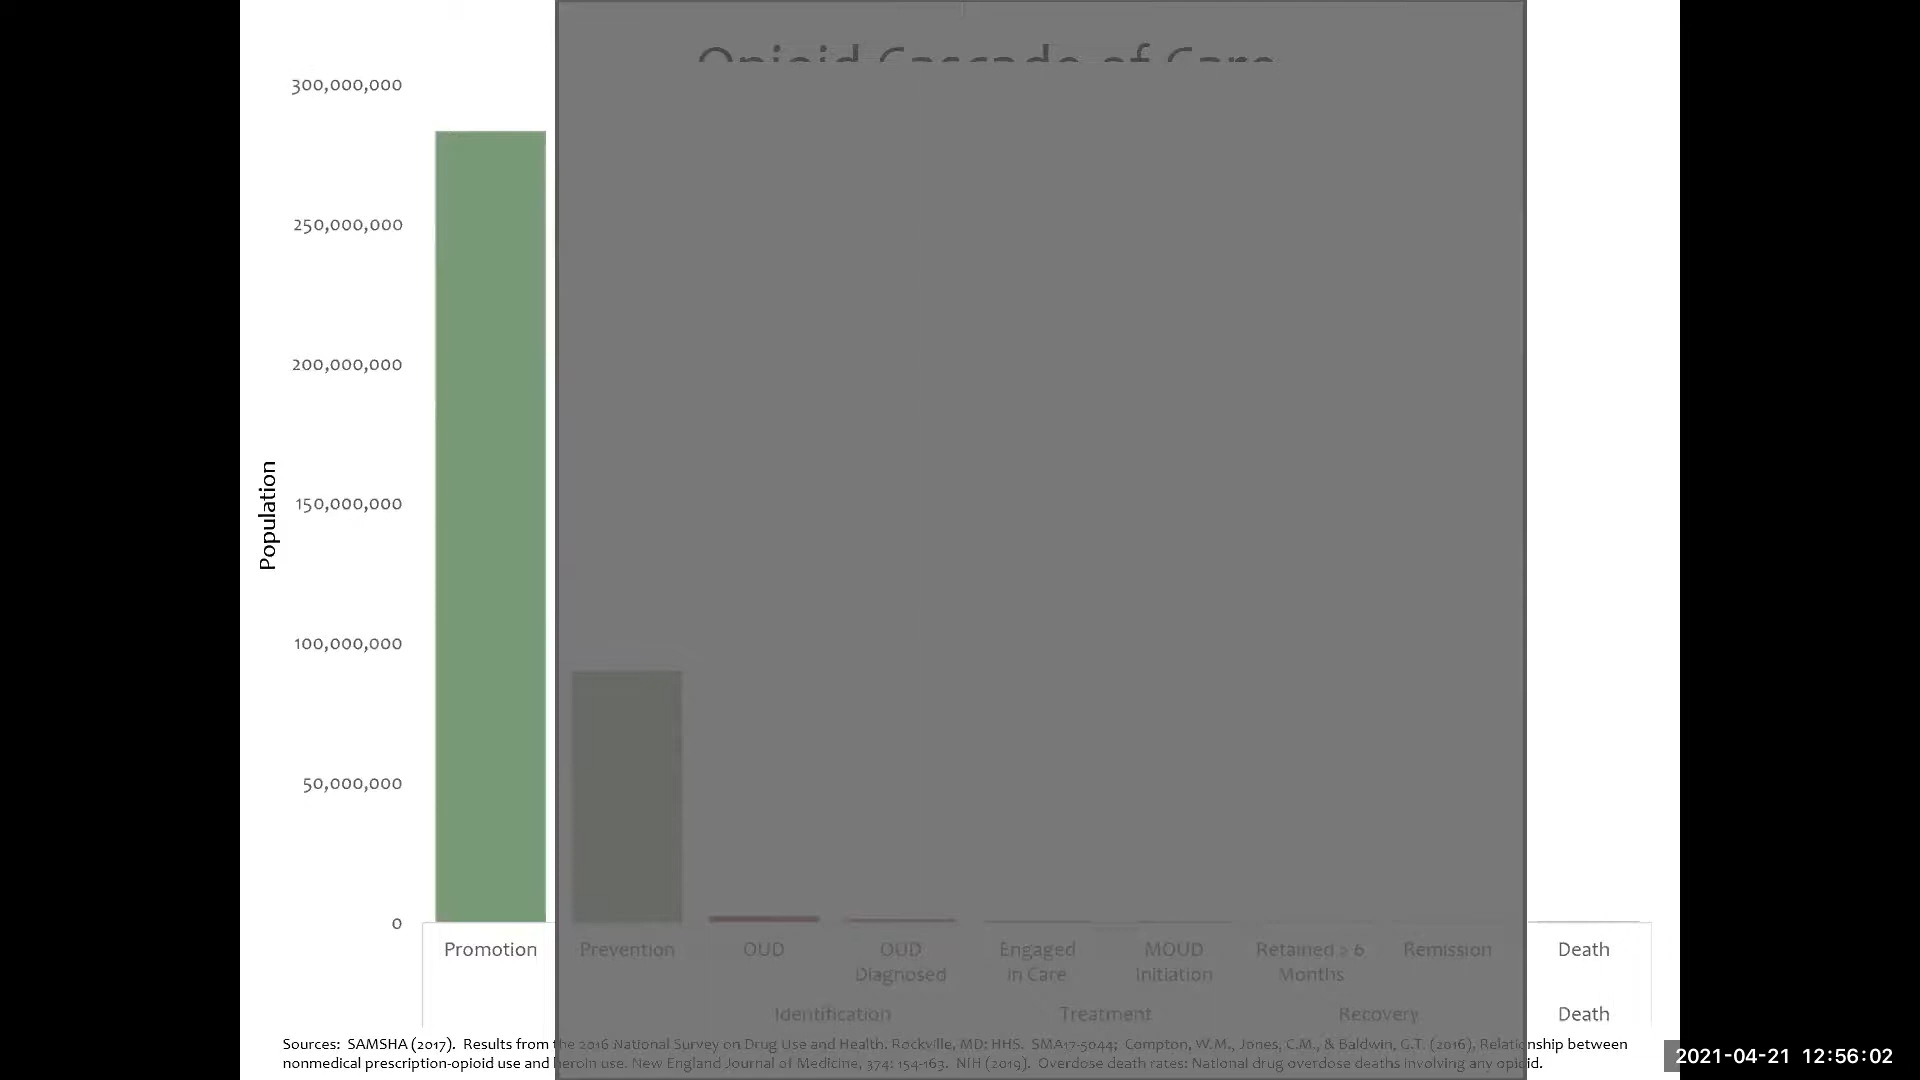 Opioid Cascade of Care
300,000,000
250,000,000
200,000,000
150,000,000
100,000,000
50,000,000
0
Population
Promotion Prevention OUD OUD Diagnosed Engaged in Care MOUD Initiation Retained ≥ 6 Months Remission Death
Identification Treatment Recovery Death
Sources: SAMSHA (2017). Results from the 2016 National Survey on Drug Use and Health. Rockville, MD: HHS. SMA17-5044; Compton, W.M., Jones, C.M., & Baldwin, G.T. (2016), Relationship between
nonmedical prescription-opioid use and heroin use. New England Journal of Medicine, 374: 154-163. NIH (2019). Overdose death rates: National drug overdose deaths involving any opioid.
2021-04-21 12:56:02